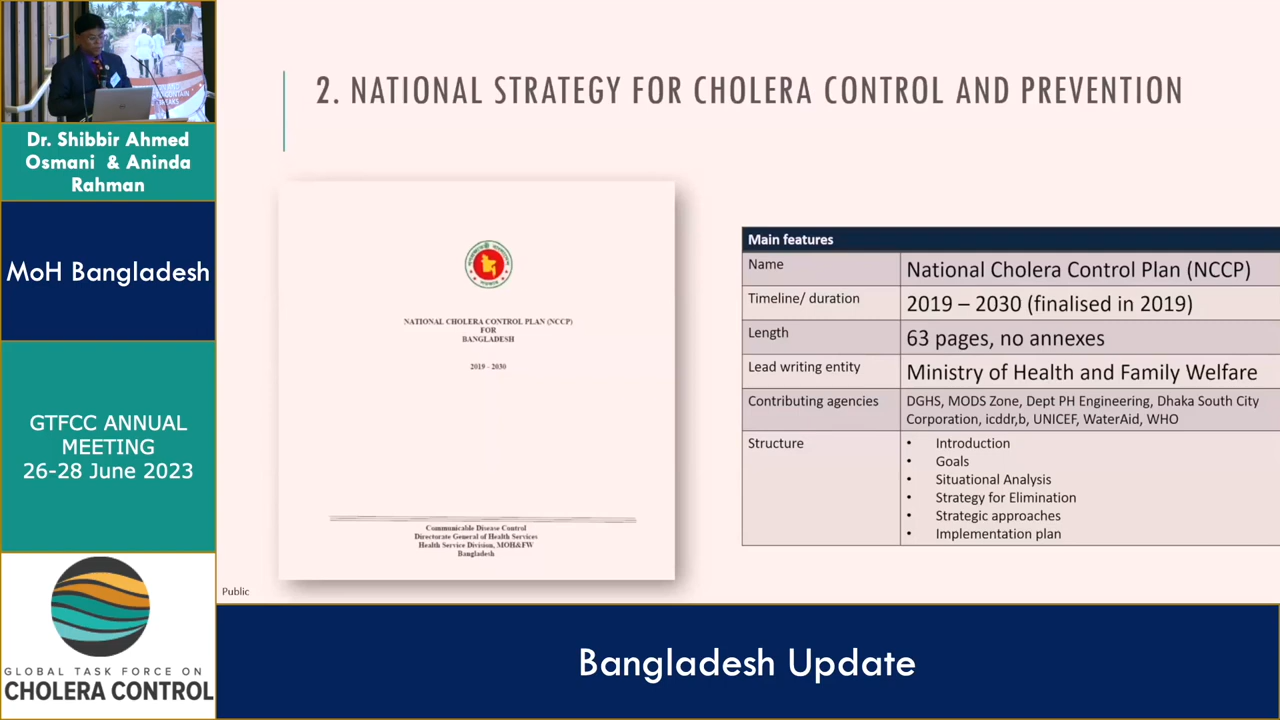 Dr. Shibbir Ahmed
Osmani & Aninda
Rahman
MoH Bangladesh
GTFCC ANNUAL
MEETING
26-28 June 2023
GLOBAL TASK FORCE ON
CHOLERA CONTROL
2. NATIONAL STRATEGY FOR CHOLERA CONTROL AND PREVENTION
NATIONAL CHOLERA CONTROL PLAN (NCCP)
FOR
BANGLADESH
2019 - 2030
Communicable Disease Control
Directorate General of Health Services
Health Service Division, MOH&FW
Bangladesh
Main features
Name National Cholera Control Plan (NCCP)
Timeline/ duration 2019 – 2030 (finalised in 2019)
Length 63 pages, no annexes
Lead writing entity Ministry of Health and Family Welfare
Contributing agencies DGHS, MODS Zone, Dept PH Engineering, Dhaka South City
Corporation, icddr,b, UNICEF, WaterAid, WHO
Structure • Introduction
• Goals
• Situational Analysis
• Strategy for Elimination
• Strategic approaches
• Implementation plan
Public
Bangladesh Update